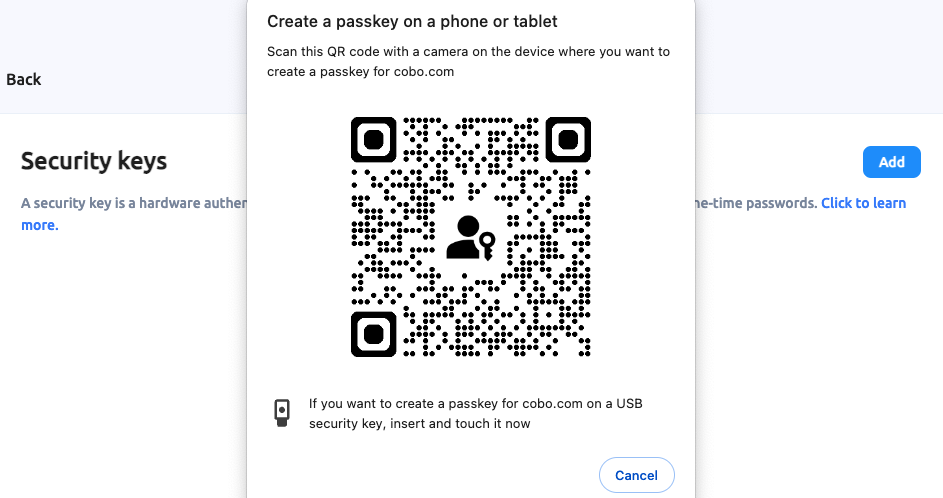 Create a passkey on a phone or tablet
Scan this QR code with a camera on the device where you want to
create a passkey for cobo.com
Back
Security keys
Add
A security key is a hardware authen
ne-time passwords. Click to learn
more.
If you want to create a passkey for cobo.com on a USB
security key, insert and touch it now
Cancel